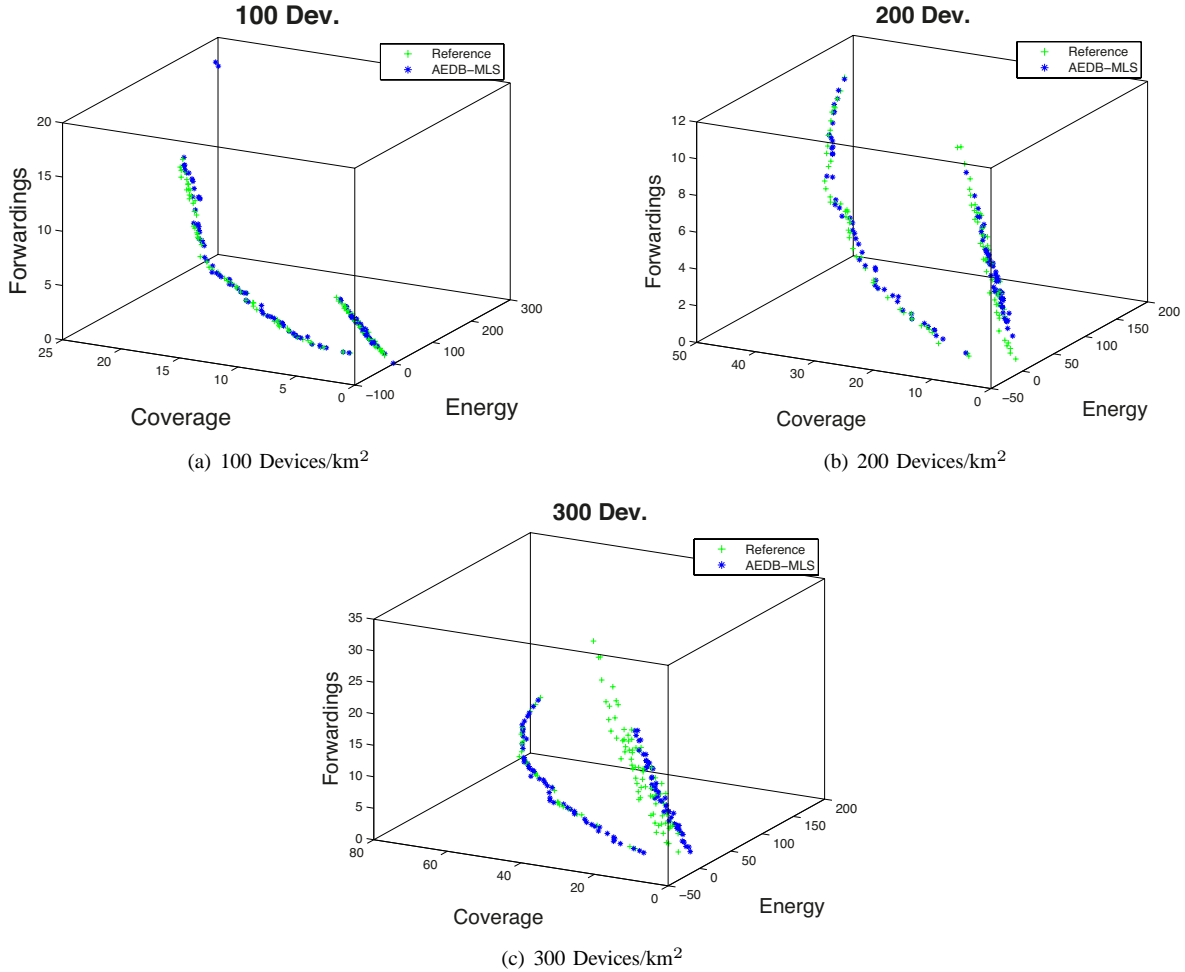 100 Dev.
Reference
AEDB-MLS
20
15
10
5
0
Forwardings
25
20
15
10
5
0
Coverage
-100
0
100
200
300
Energy
(a) 100 Devices/km²
200 Dev.
Reference
AEDB-MLS
12
10
8
6
4
2
0
Forwardings
50
40
30
20
10
0
Coverage
-50
0
50
100
150
200
Energy
(b) 200 Devices/km²
300 Dev.
Reference
AEDB-MLS
35
30
25
20
15
10
5
0
Forwardings
80
60
40
20
0
Coverage
-50
0
50
100
150
200
Energy
(c) 300 Devices/km²